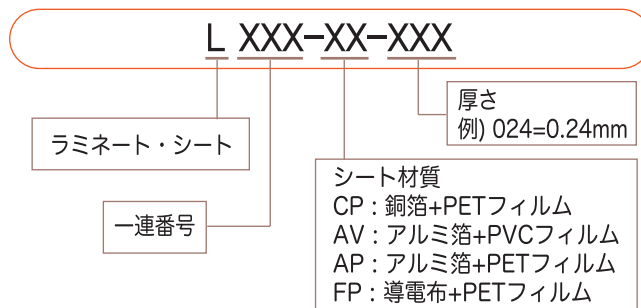 L XXX-XX-XXX
厚さ
例) 024=0.24mm
ラミネート・シート
シート材質
CP : 銅箔+PETフィルム
AV : アルミ箔+PVCフィルム
AP : アルミ箔+PETフィルム
FP : 導電布+PETフィルム
一連番号